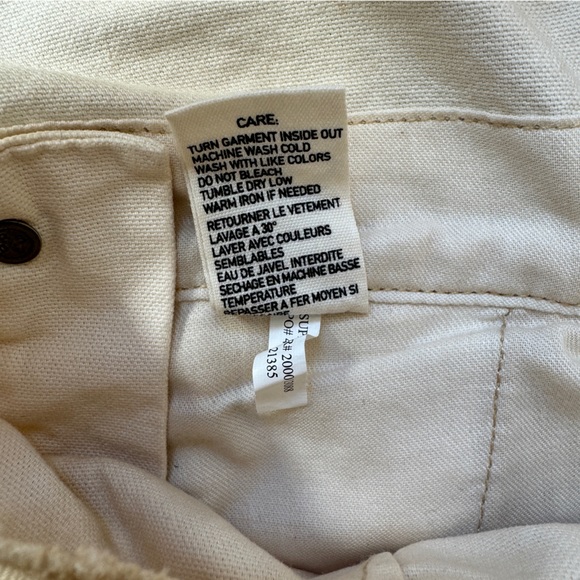 CARE:
TURN GARMENT INSIDE OUT
MACHINE WASH COLD
WASH WITH LIKE COLORS
DO NOT BLEACH
TUMBLE DRY LOW
WARM IRON IF NEEDED
RETOURNER LE VETEMENT
LAVAGE A 30°
LAVER AVEC COULEURS
SEMBLABLES
EAU DE JAVEL INTERDITE
SECHAGE EN MACHINE BASSE
TEMPERATURE
REPASSER A FER MOYEN SI
SUP
PO#
21385